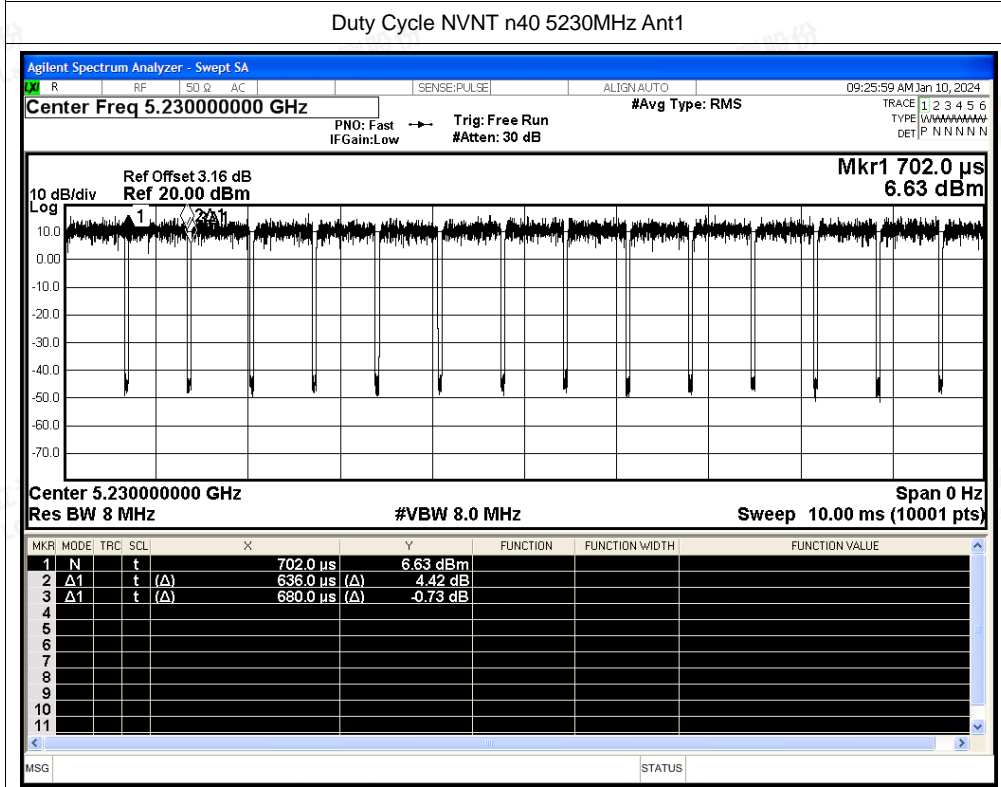 Duty Cycle NVNT n40 5230MHz Ant1
Agilent Spectrum Analyzer - Swept SA
LXI R RF 50 Ω AC SENSE:PULSE ALIGN AUTO 09:25:59 AM Jan 10, 2024
Center Freq 5.230000000 GHz #Avg Type: RMS TRACE 1 2 3 4 5 6
PNO: Fast Trig: Free Run TYPE WWWWWW
IFGain:Low #Atten: 30 dB DET P N N N N N
Mkr1 702.0 µs
6.63 dBm
Ref Offset 3.16 dB
10 dB/div Ref 20.00 dBm
Log
1 2Δ1
10.0
0.00
-10.0
-20.0
-30.0
-40.0
-50.0
-60.0
-70.0
Center 5.230000000 GHz Span 0 Hz
Res BW 8 MHz #VBW 8.0 MHz Sweep 10.00 ms (10001 pts)
MKR MODE TRC SCL X Y FUNCTION FUNCTION WIDTH FUNCTION VALUE
1 N t 702.0 µs 6.63 dBm
2 Δ1 t (Δ) 636.0 µs (Δ) 4.42 dB
3 Δ1 t (Δ) 680.0 µs (Δ) -0.73 dB
4
5
6
7
8
9
10
11
MSG STATUS